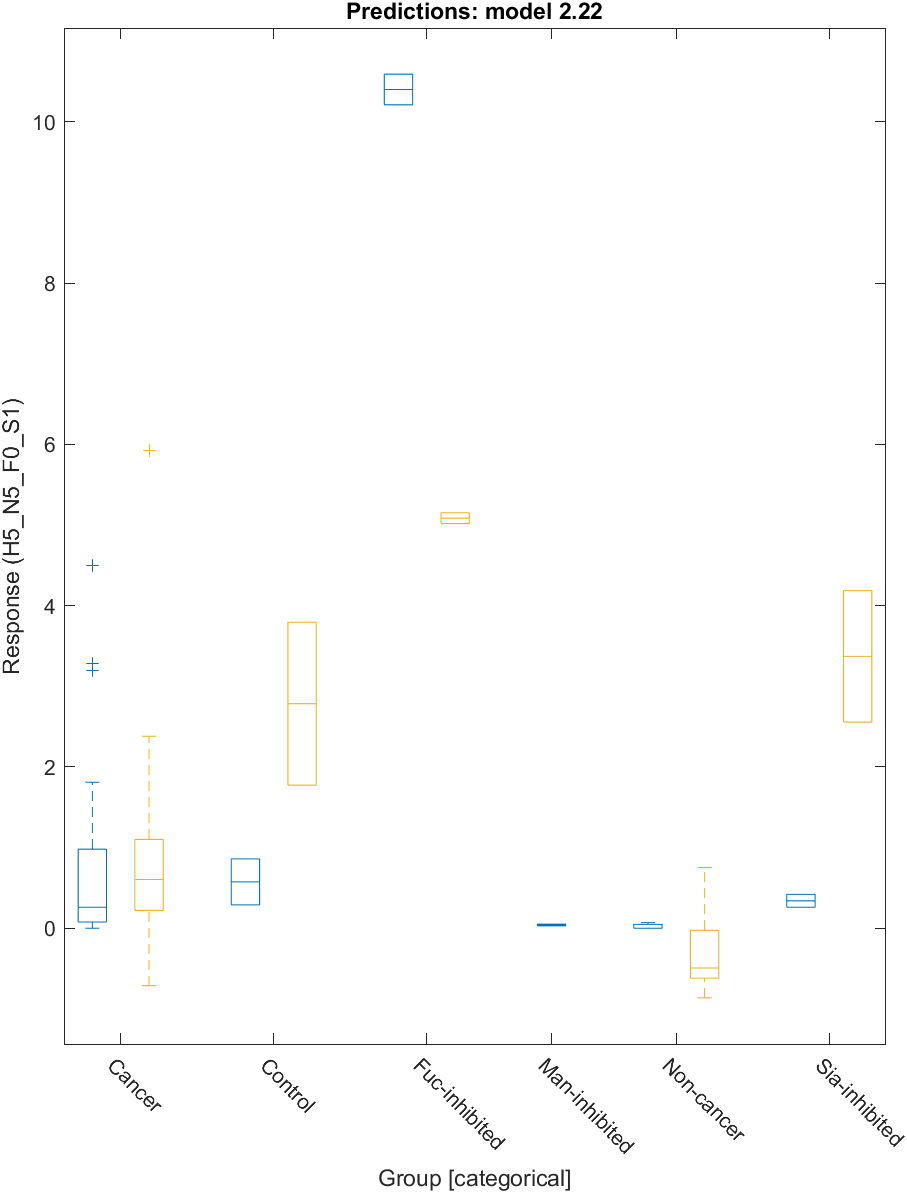 Predictions: model 2.22
10
8
6
4
2
0
Response (H5_N5_F0_S1)
Cancer
Control
Fuc-inhibited
Man-inhibited
Non-cancer
Sia-inhibited
Group [categorical]